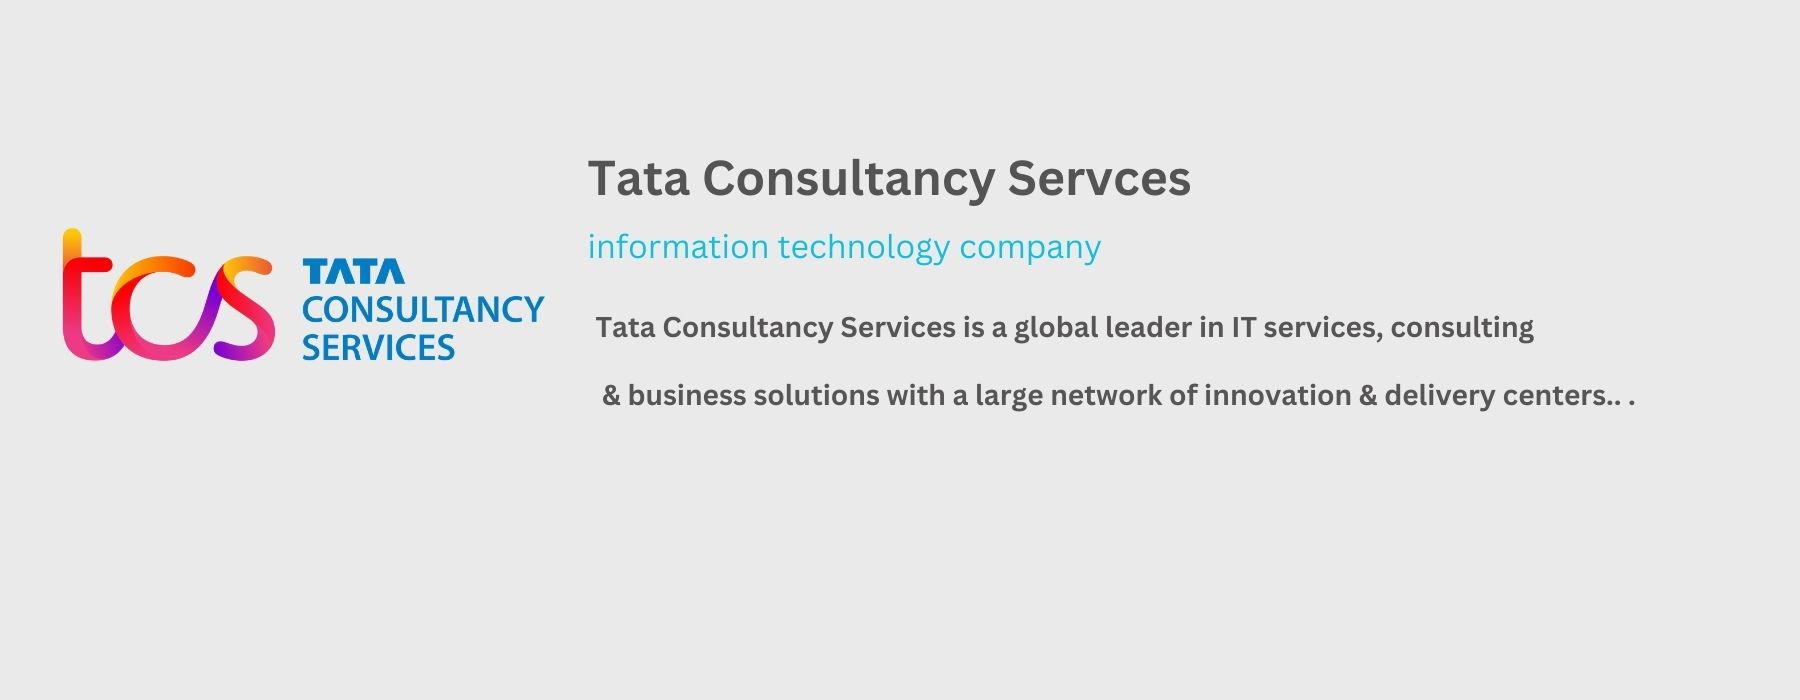 tcs
TATA
CONSULTANCY
SERVICES
Tata Consultancy Servces
information technology company
Tata Consultancy Services is a global leader in IT services, consulting
& business solutions with a large network of innovation & delivery centers.. .